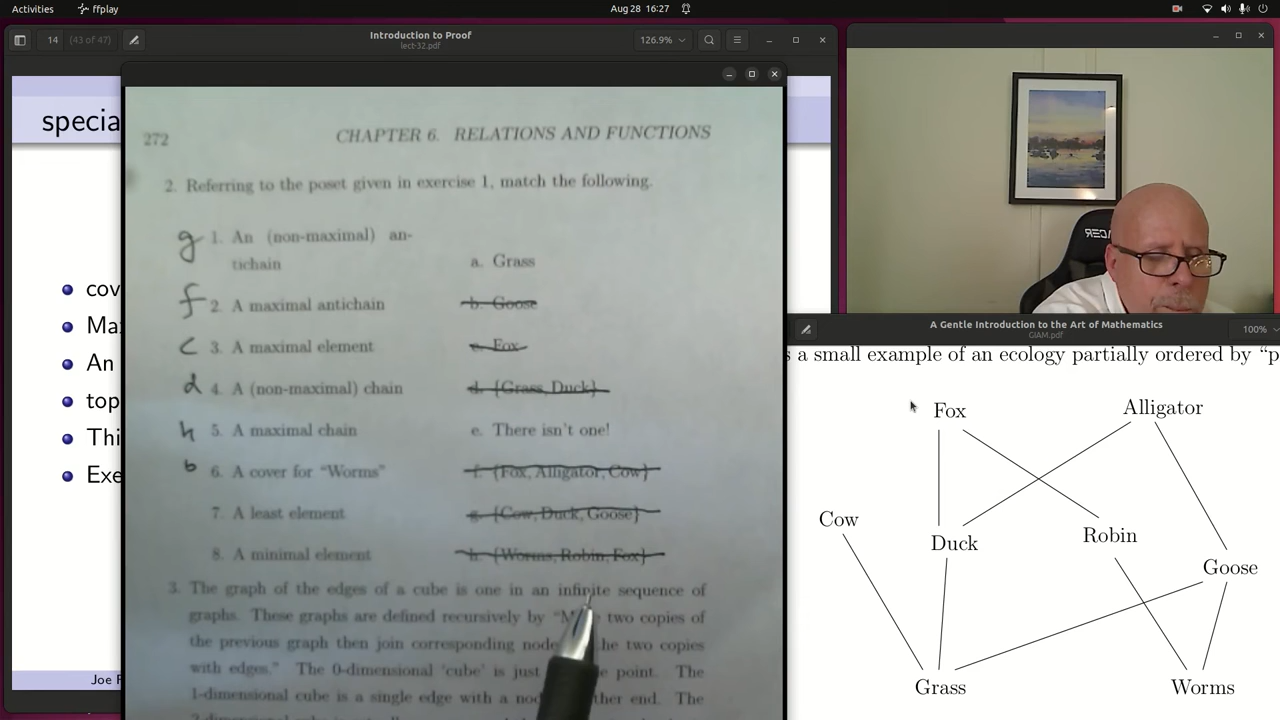 Activities
ffplay
Aug 28 16:27
14 (43 of 47)
Introduction to Proof
lect-32.pdf
126.9%
specia
cov
Ma
An
top
Thi
Exe
Joe F
272
CHAPTER 6. RELATIONS AND FUNCTIONS
2. Referring to the poset given in exercise 1, match the following.
g 1. An (non-maximal) an-
tichain
a. Grass
f 2. A maximal antichain
b. Goose
c 3. A maximal element
c. Fox
d 4. A (non-maximal) chain
d. {Grass, Duck}
h 5. A maximal chain
e. There isn't one!
b 6. A cover for "Worms"
f. {Fox, Alligator, Cow}
7. A least element
g. {Cow, Duck, Goose}
8. A minimal element
h. {Worms, Robin, Fox}
3. The graph of the edges of a cube is one in an infinite sequence of
graphs. These graphs are defined recursively by "M two copies of
the previous graph then join corresponding node he two copies
with edges." The 0-dimensional 'cube' is just point. The
1-dimensional cube is a single edge with a no ther end. The
ACER
A Gentle Introduction to the Art of Mathematics
GIAM.pdf
100%
s a small example of an ecology partially ordered by "p
Fox
Alligator
Cow
Duck
Robin
Goose
Grass
Worms